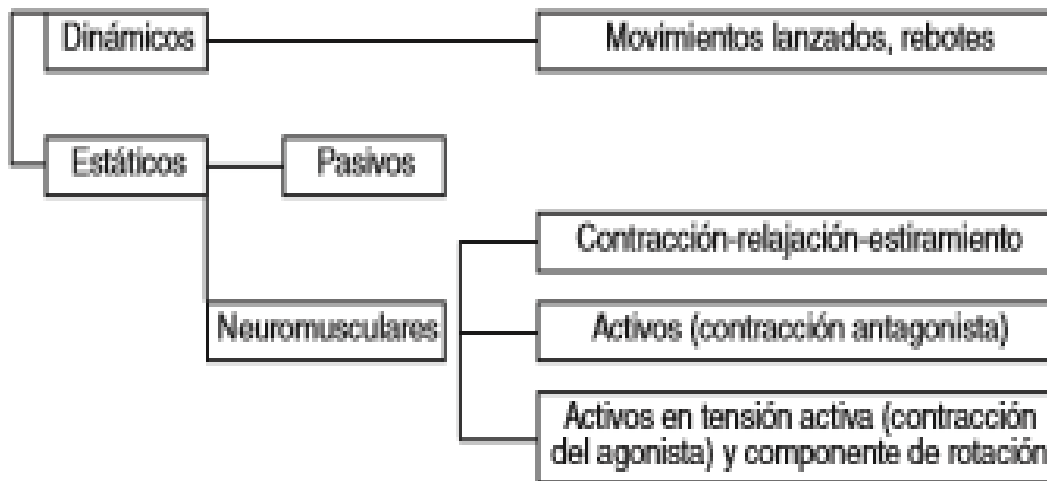 Dinámicos
Movimientos lanzados, rebotes
Estáticos
Pasivos
Contracción-relajación-estiramiento
Neuromusculares
Activos (contracción antagonista)
Activos en tensión activa (contracción
del agonista) y componente de rotación